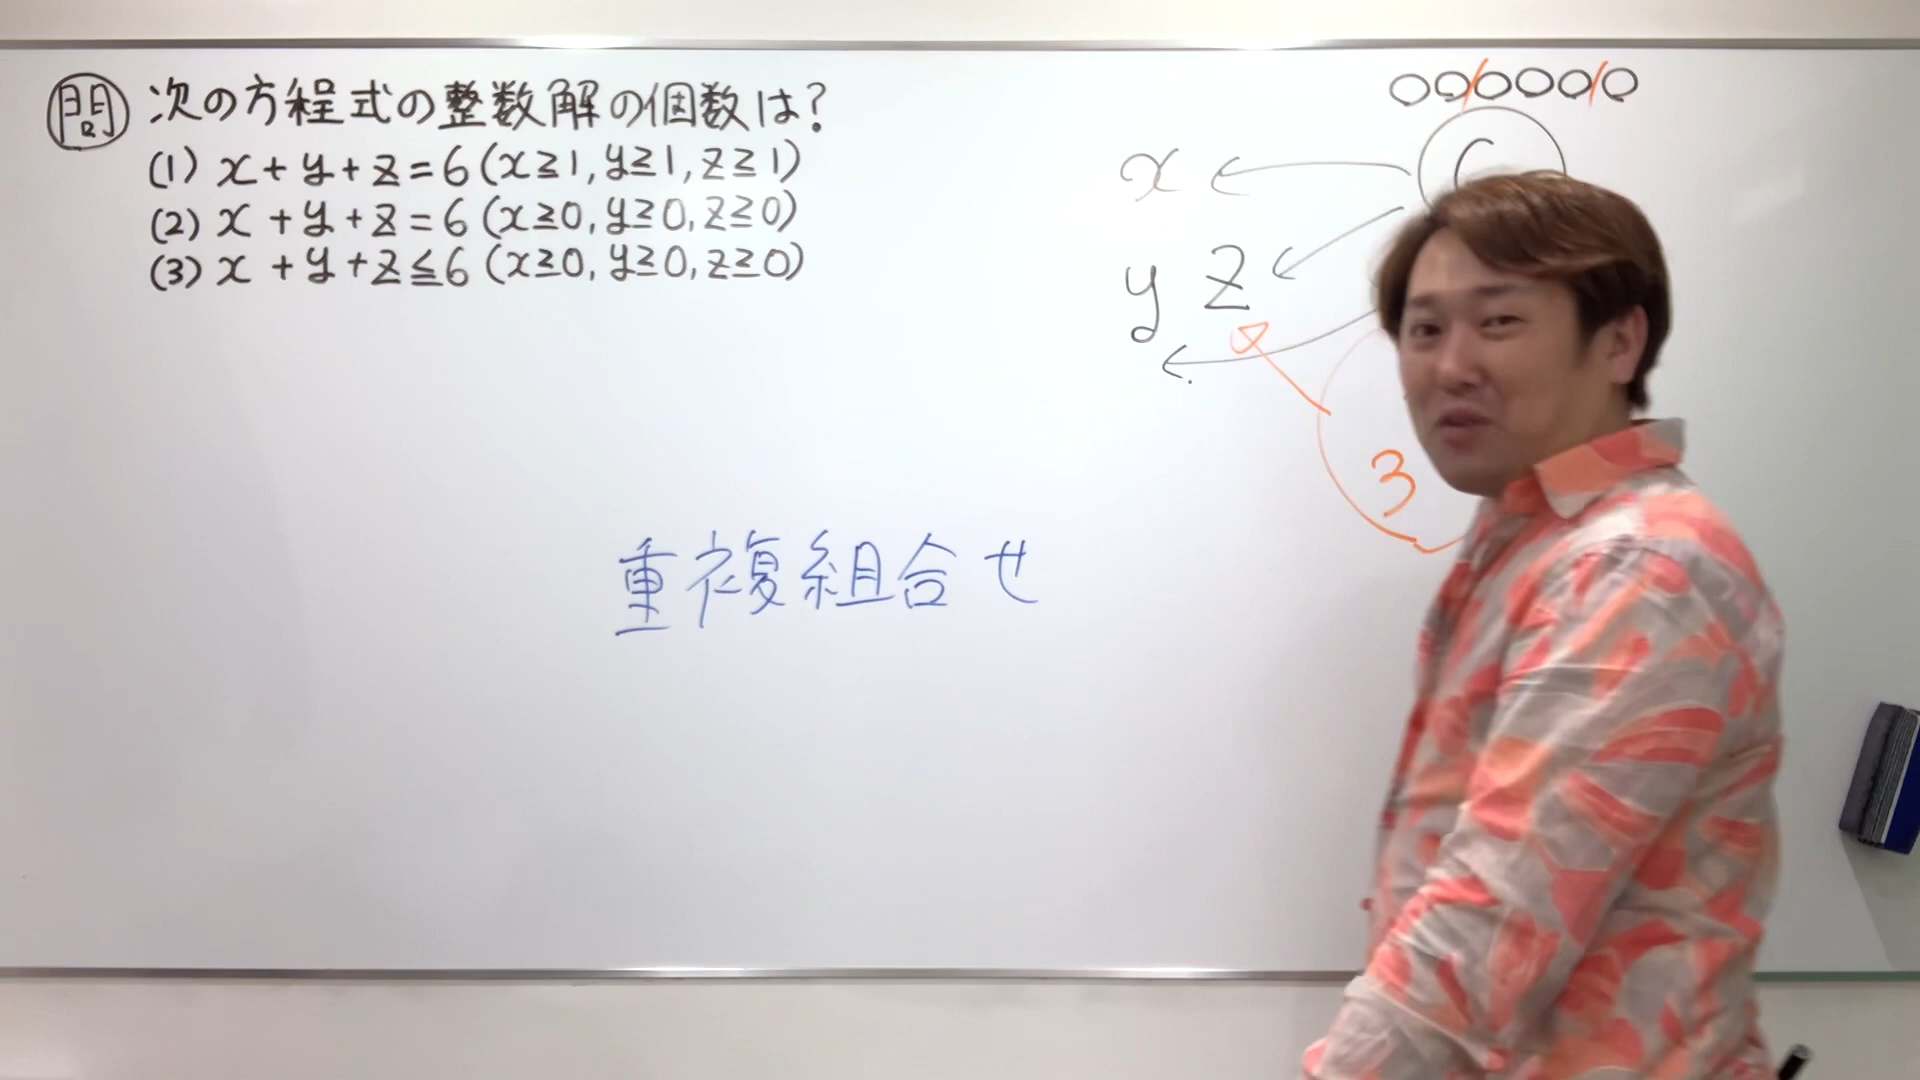 問 次の方程式の整数解の個数は?
(1) x+y+z=6(x≧1,y≧1,z≧1)
(2) x+y+z=6(x≧0,y≧0,z≧0)
(3) x+y+z≦6(x≧0,y≧0,z≧0)
○○/○○○/○
x
y z
3
重複組合せ